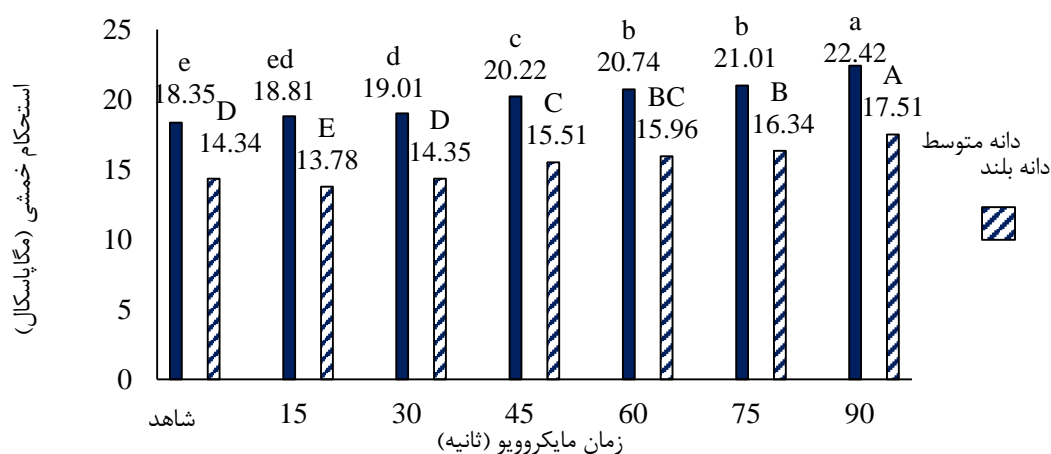 استحکام خمشی (مگاپاسکال)
25
20
15
10
5
0
e
18.35
D
14.34
ed
18.81
E
13.78
d
19.01
D
14.35
c
20.22
C
15.51
b
20.74
BC
15.96
b
21.01
B
16.34
a
22.42
A
17.51
شاهد
15
30
45
60
75
90
زمان مایکروویو (ثانیه)
دانه متوسط
دانه بلند